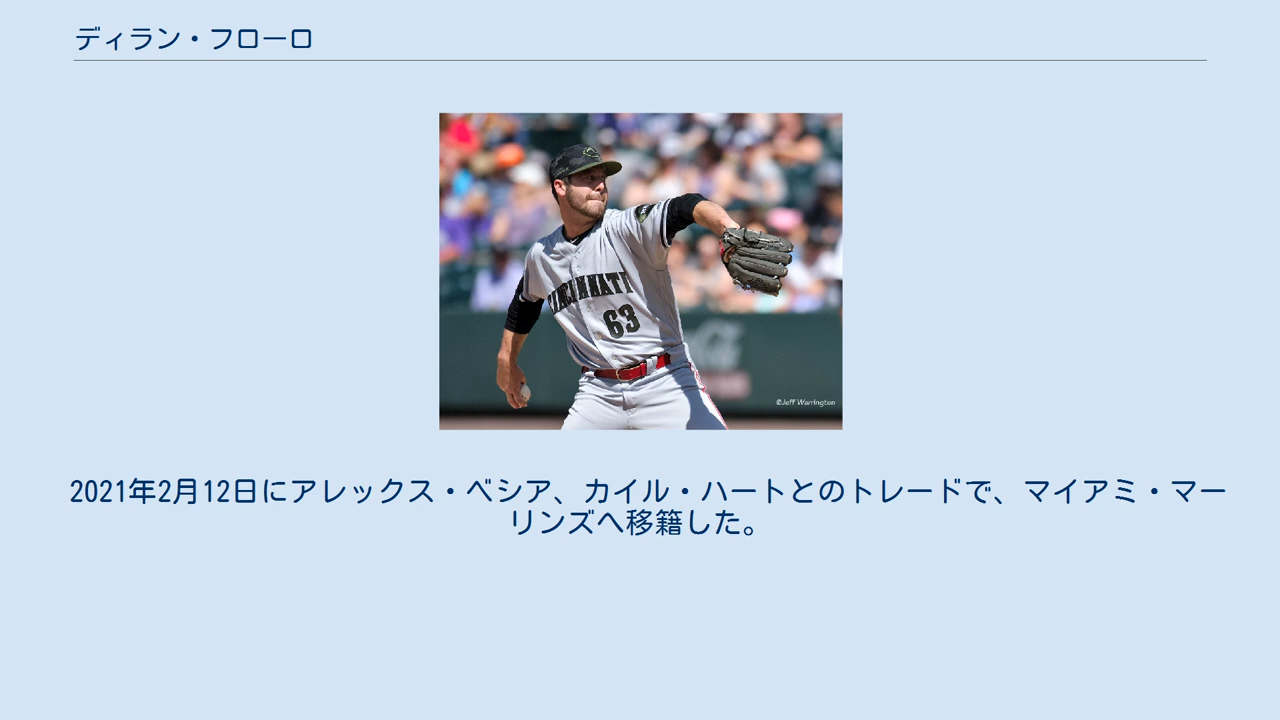 ディラン・フローロ
CINCINNATI
63
©Jeff Warrington
2021年2月12日にアレックス・ベシア、カイル・ハートとのトレードで、マイアミ・マー
リンズへ移籍した。